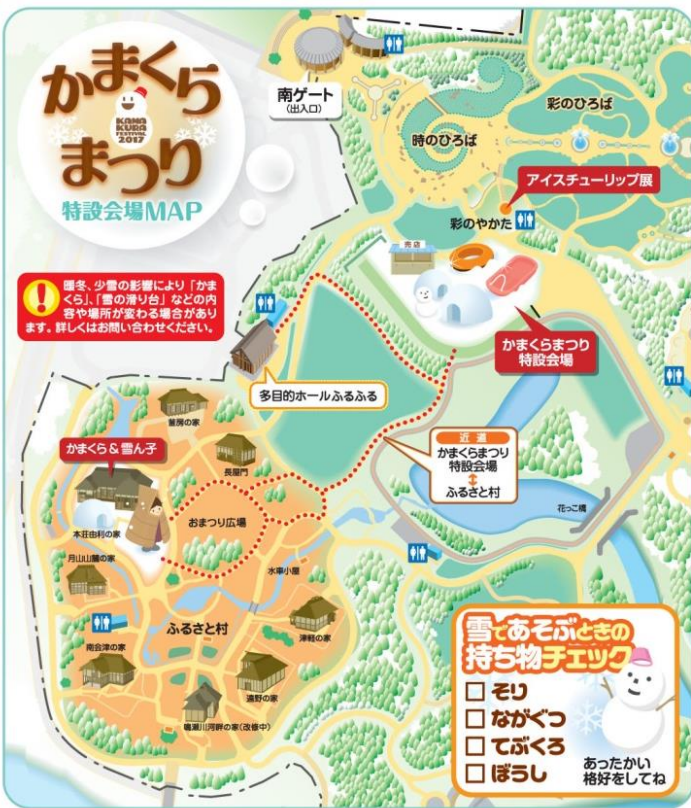 かまくら
KAMA
KURA
FESTIVAL
2017
まつり
特設会場MAP
南ゲート
(出入口)
時のひろば
彩のひろば
アイスチューリップ展
彩のやかた
売店
かまくらまつり
特設会場
暖冬、少雪の影響により「かま
くら」、「雪の滑り台」などの内
容や場所が変わる場合があり
ます。詳しくはお問い合わせください。
多目的ホールふるふる
近道
かまくらまつり
特設会場
ふるさと村
花っこ橋
かまくら&雪ん子
長屋門
本荘由利の家
おまつり広場
月山山麓の家
水車小屋
ふるさと村
南会津の家
津軽の家
遠野の家
鳴瀬川河畔の家(改修中)
雪であそぶときの
持ち物チェック
□ そり
□ ながぐつ
□ てぶくろ
□ ぼうし
あったかい
格好をしてね